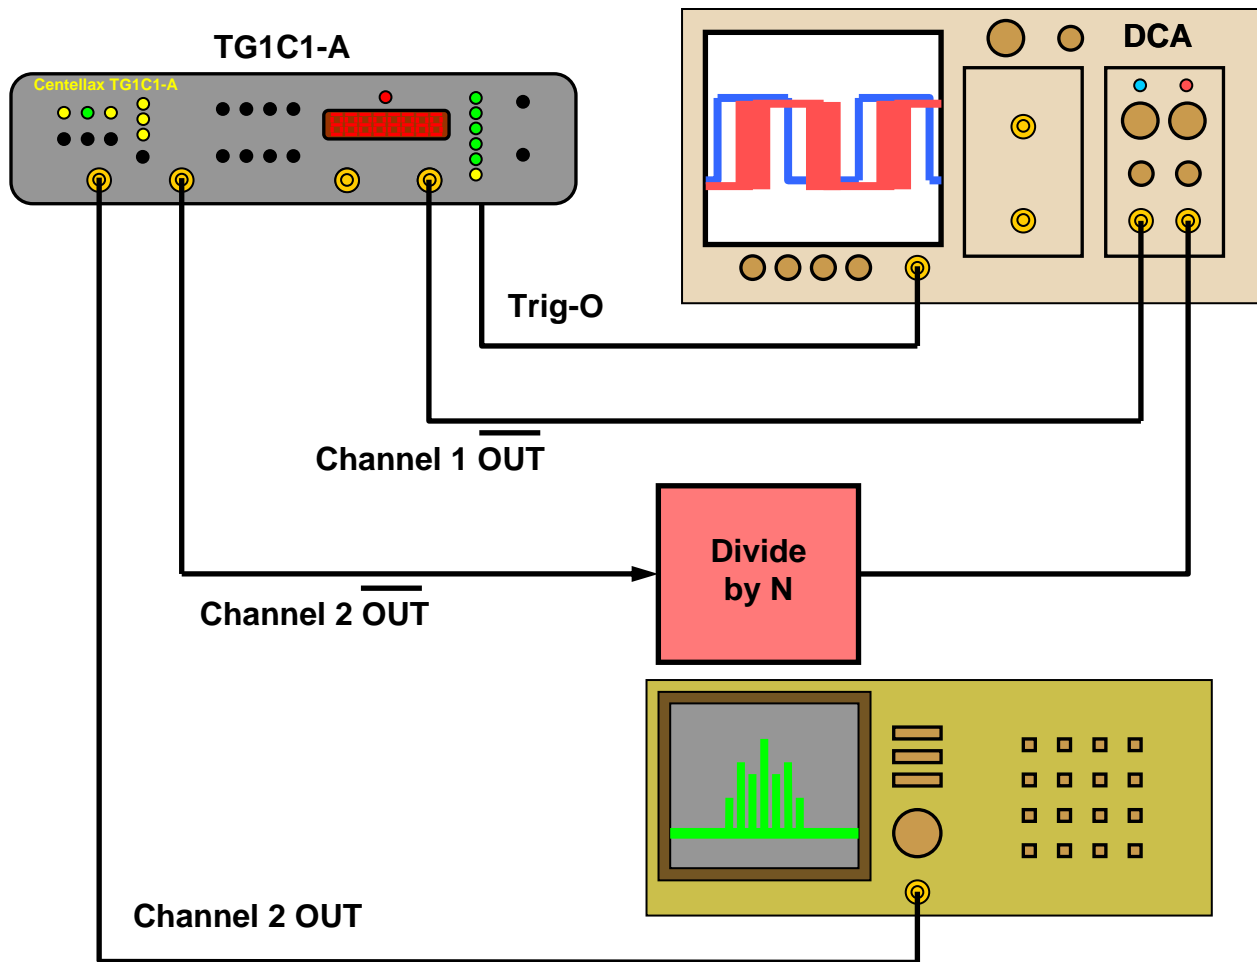 TG1C1-A
Centellax TG1C1-A
DCA
Trig-O
Channel 1 OUT
Divide
by N
Channel 2 OUT
Channel 2 OUT